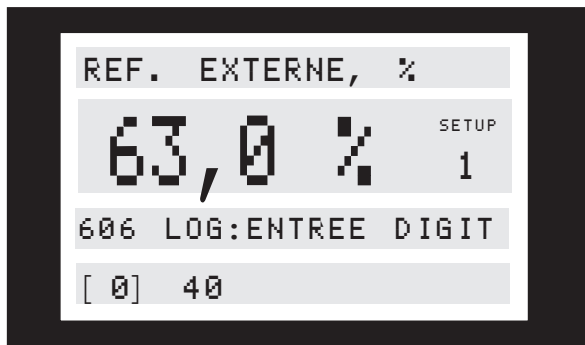 REF. EXTERNE, %
63,0 %
SETUP
1
606 LOG:ENTREE DIGIT
[ 0] 40